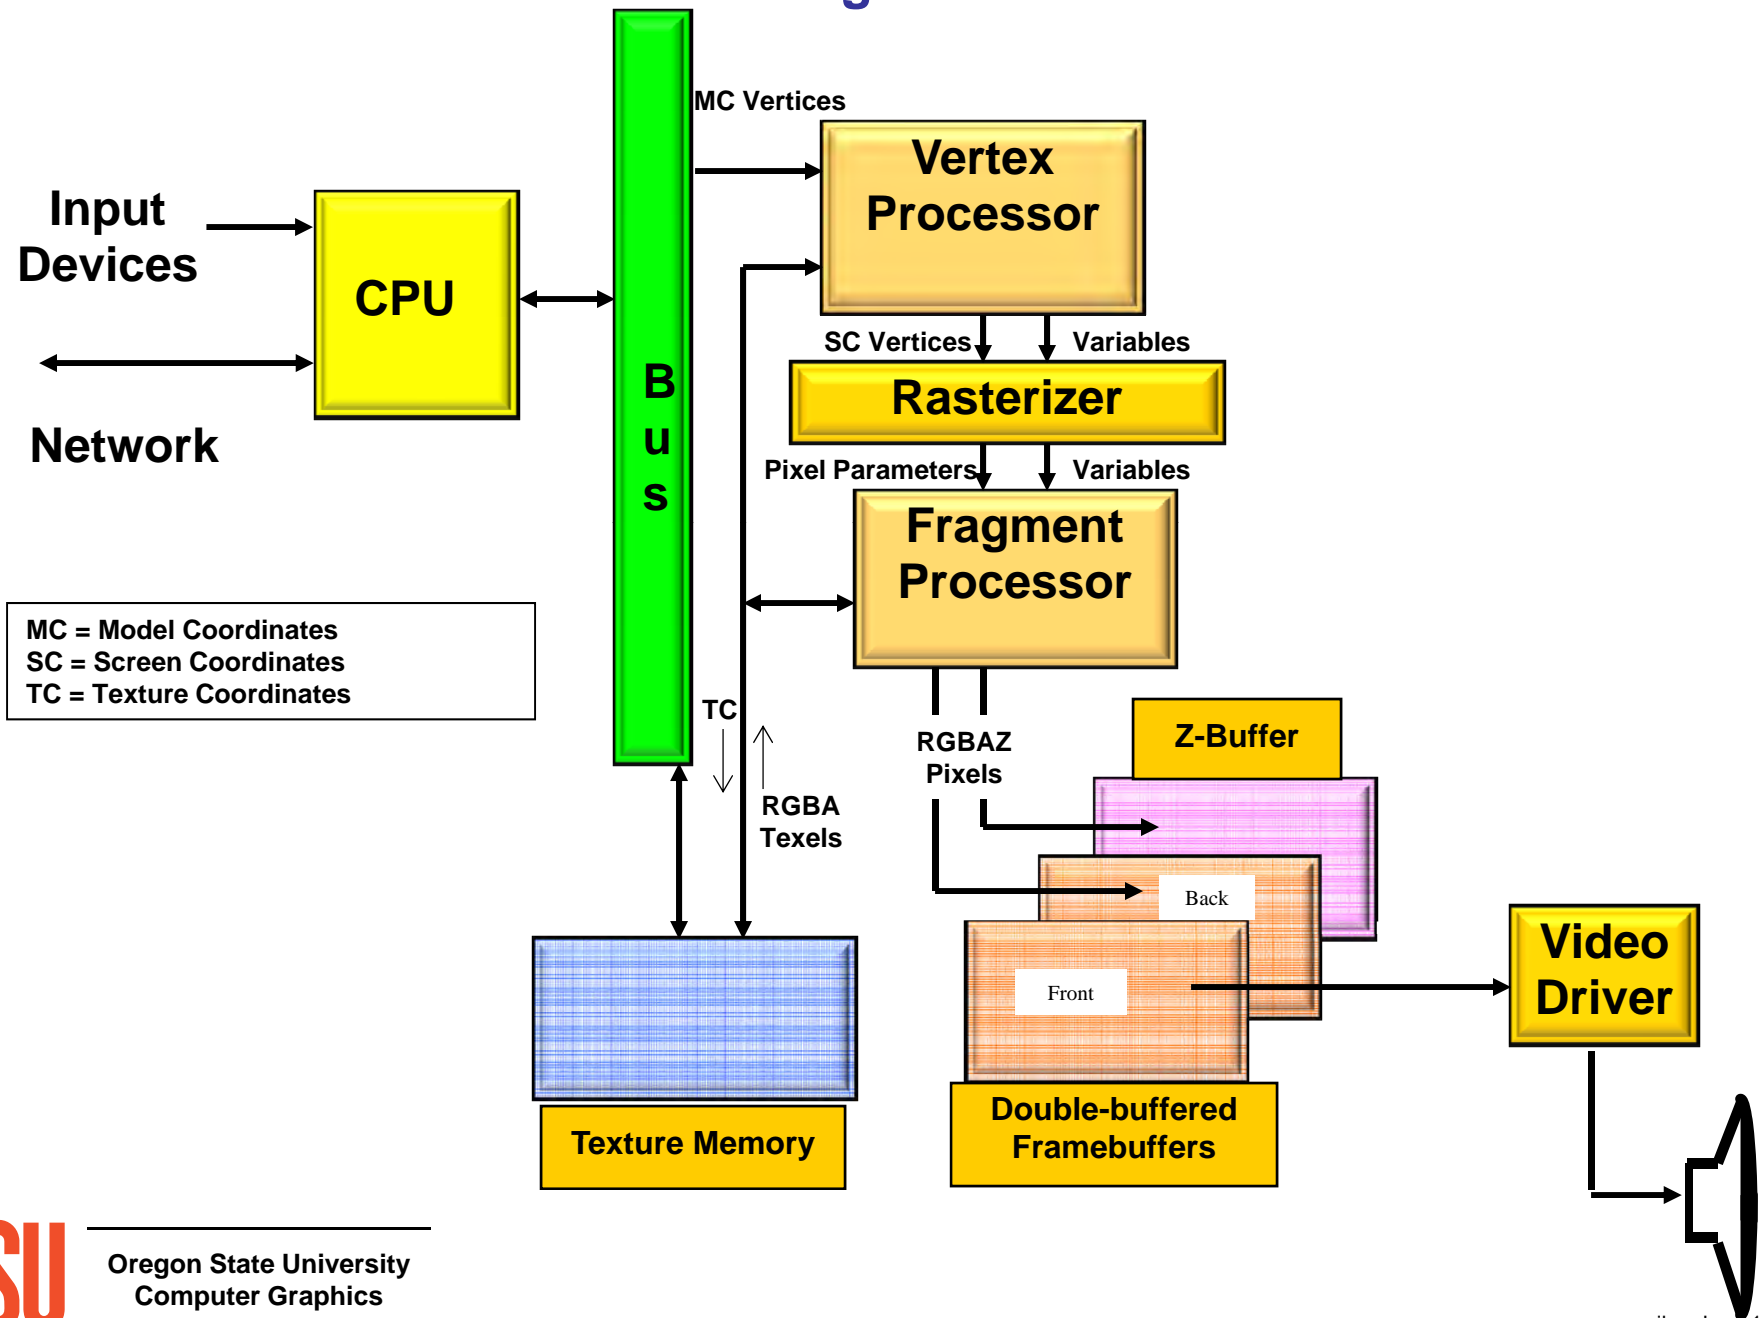 MC Vertices
Vertex
Processor
Input
Devices
CPU
SC Vertices
Variables
B
u
s
Rasterizer
Network
Pixel Parameters
Variables
Fragment
Processor
MC = Model Coordinates
SC = Screen Coordinates
TC = Texture Coordinates
TC
RGBAZ
Pixels
Z-Buffer
RGBA
Texels
Back
Front
Video
Driver
Texture Memory
Double-buffered
Framebuffers
SU
Oregon State University
Computer Graphics